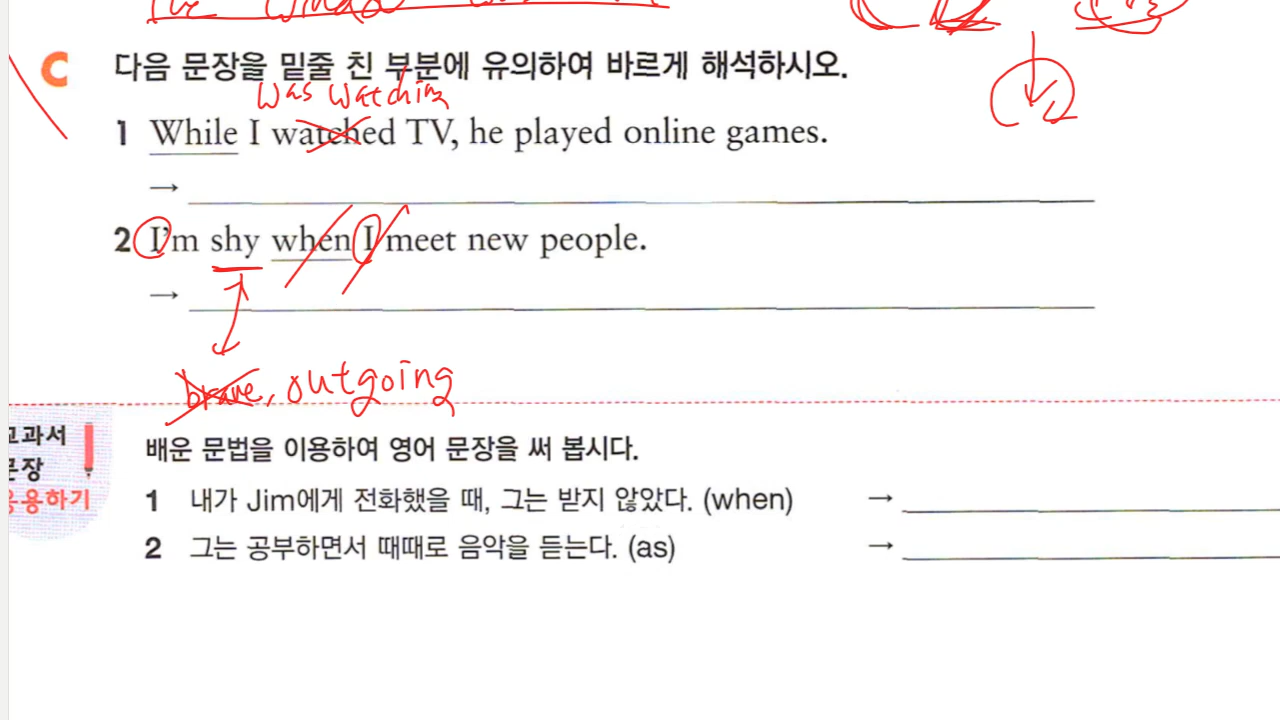 C 다음 문장을 밑줄 친 부분에 유의하여 바르게 해석하시오.
was watching
1 While I watched TV, he played online games.
→
2 I'm shy when I meet new people.
→
brave, outgoing
교과서
문장
응용하기
배운 문법을 이용하여 영어 문장을 써 봅시다.
1 내가 Jim에게 전화했을 때, 그는 받지 않았다. (when) →
2 그는 공부하면서 때때로 음악을 듣는다. (as) →